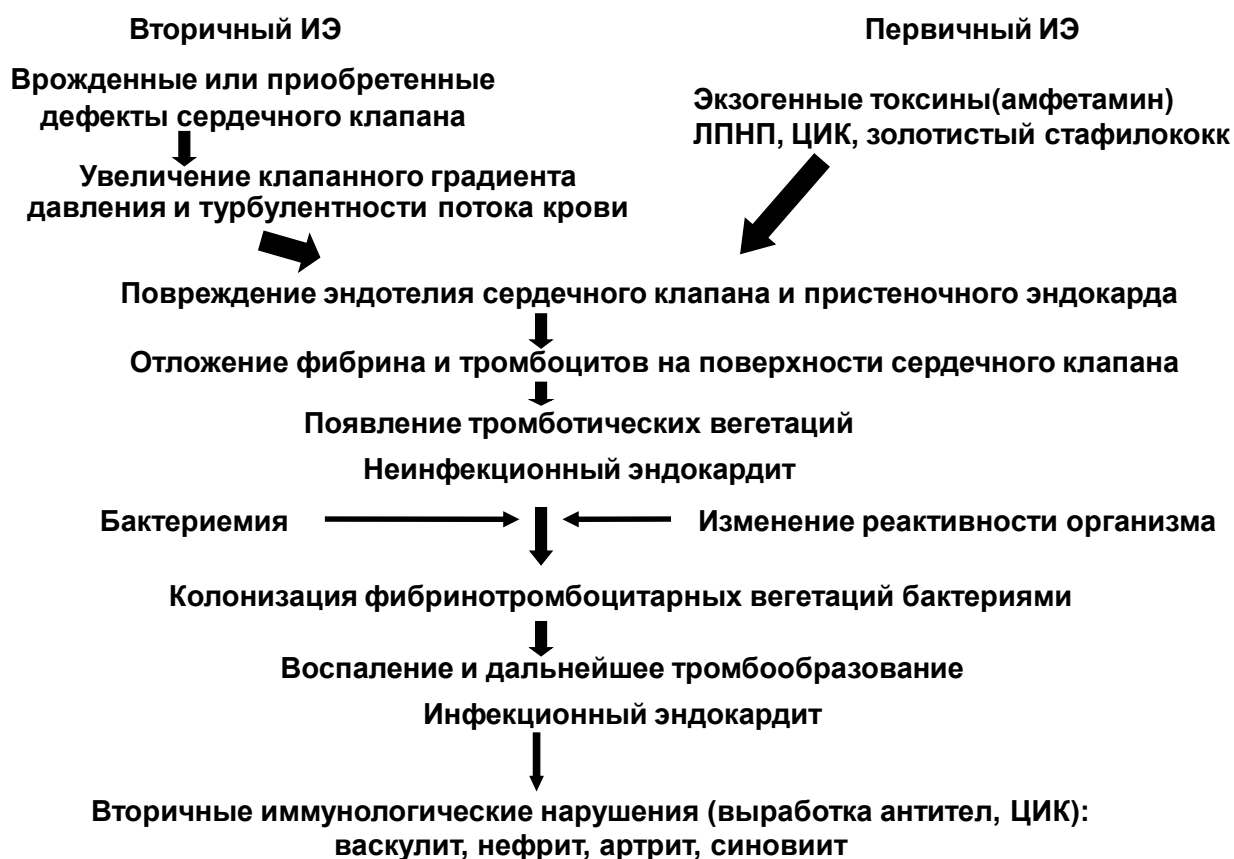 Вторичный ИЭ
Первичный ИЭ
Врожденные или приобретенные
дефекты сердечного клапана
Экзогенные токсины(амфетамин)
ЛПНП, ЦИК, золотистый стафилококк
Увеличение клапанного градиента
давления и турбулентности потока крови
Повреждение эндотелия сердечного клапана и пристеночного эндокарда
Отложение фибрина и тромбоцитов на поверхности сердечного клапана
Появление тромботических вегетаций
Неинфекционный эндокардит
Бактериемия
Изменение реактивности организма
Колонизация фибринотромбоцитарных вегетаций бактериями
Воспаление и дальнейшее тромбообразование
Инфекционный эндокардит
Вторичные иммунологические нарушения (выработка антител, ЦИК):
васкулит, нефрит, артрит, синовиит